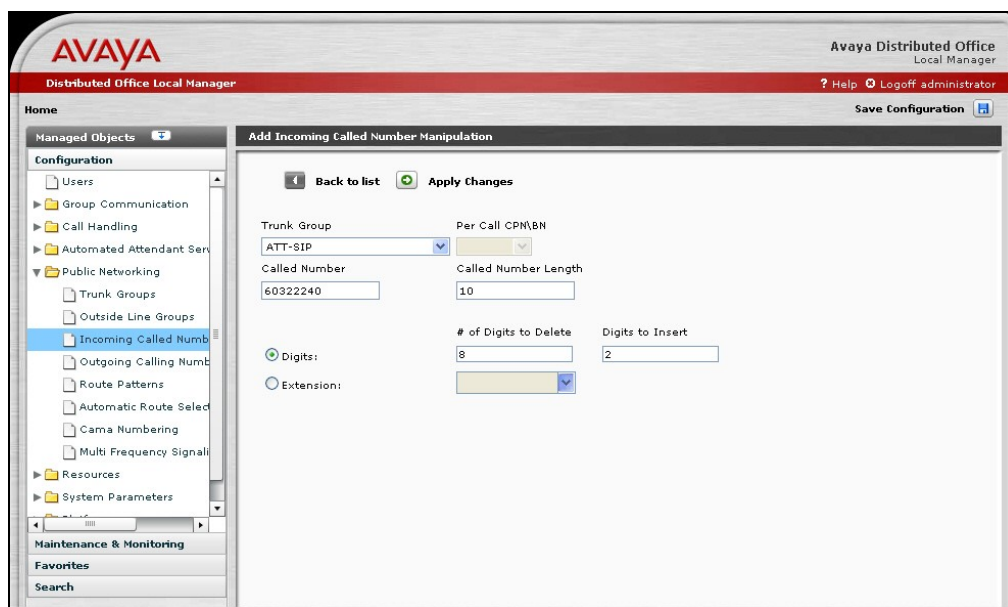 AVAYA
Avaya Distributed Office
Local Manager
Distributed Office Local Manager
? Help Logoff administrator
Home
Save Configuration
Managed Objects
Add Incoming Called Number Manipulation
Configuration
Users
Group Communication
Call Handling
Automated Attendant Serv
Public Networking
Trunk Groups
Outside Line Groups
Incoming Called Numb
Outgoing Calling Numb
Route Patterns
Automatic Route Select
Cama Numbering
Multi Frequency Signali
Resources
System Parameters
Maintenance & Monitoring
Favorites
Search
Back to list Apply Changes
Trunk Group Per Call CPN\BN
ATT-SIP
Called Number Called Number Length
60322240 10
# of Digits to Delete Digits to Insert
Digits: 8 2
Extension: